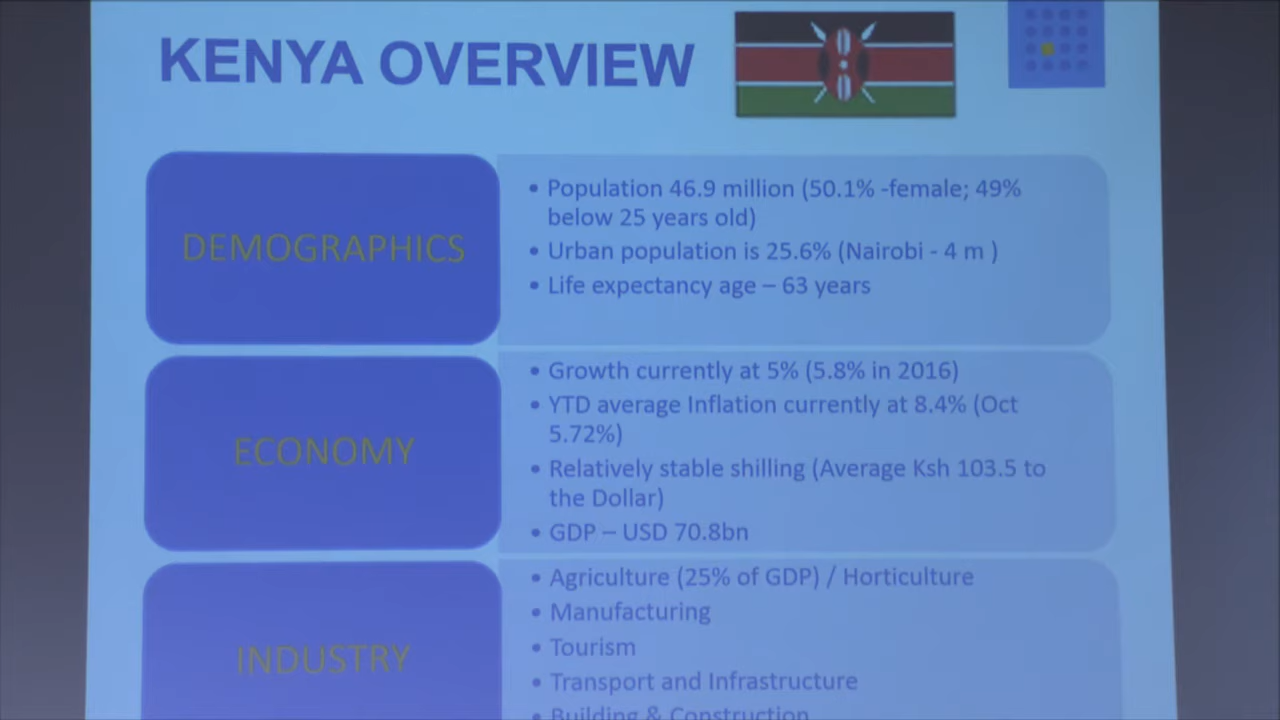 KENYA OVERVIEW
DEMOGRAPHICS
• Population 46.9 million (50.1% -female; 49%
below 25 years old)
• Urban population is 25.6% (Nairobi - 4 m )
• Life expectancy age – 63 years
ECONOMY
• Growth currently at 5% (5.8% in 2016)
• YTD average Inflation currently at 8.4% (Oct
5.72%)
• Relatively stable shilling (Average Ksh 103.5 to
the Dollar)
• GDP – USD 70.8bn
INDUSTRY
• Agriculture (25% of GDP) / Horticulture
• Manufacturing
• Tourism
• Transport and Infrastructure
• Building & Construction